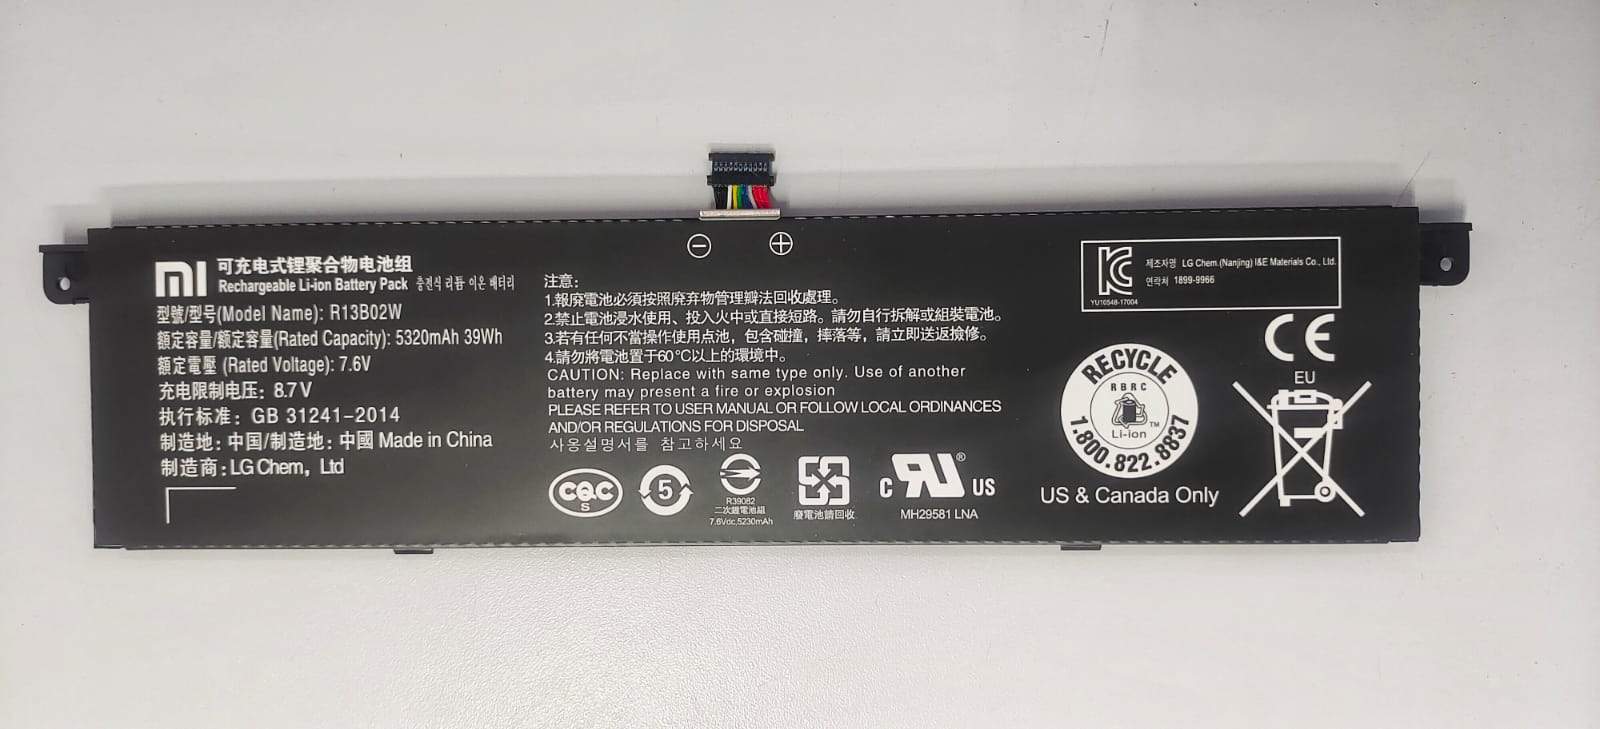 MI 可充电式锂聚合物电池组
Rechargeable Li-ion Battery Pack 충전식 리튬 이온 배터리
型號/型号(Model Name): R13B02W
額定容量/额定容量(Rated Capacity): 5320mAh 39Wh
額定電壓 (Rated Voltage): 7.6V
充电限制电压: 8.7V
执行标准: GB 31241-2014
制造地: 中国/制造地: 中國 Made in China
制造商: LG Chem, Ltd
⊖ ⊕
注意:
1.報廢電池必須按照廢弃物管理辦法回收處理。
2.禁止電池浸水使用、投入火中或直接短路。請勿自行拆解或組裝電池。
3.若有任何不當操作使用点池，包含碰撞，摔落等，請立即送返撿修。
4.請勿將電池置于60°C以上的環境中。
CAUTION: Replace with same type only. Use of another
battery may present a fire or explosion
PLEASE REFER TO USER MANUAL OR FOLLOW LOCAL ORDINANCES
AND/OR REGULATIONS FOR DISPOSAL
사용설명서를 참고하세요
CQC
S
5
R39082
二次鋰電池組
7.6Vdc,5230mAh
廢電池請回收
c RU® US
MH29581 LNA
KC
YU10548-17004
제조자명 LG Chem (Nanjing) I&E Materials Co., Ltd.
연락처 1899-9966
CE
EU
RECYCLE
RBRC
Li-ion
TM
1.800.822.8837
US & Canada Only